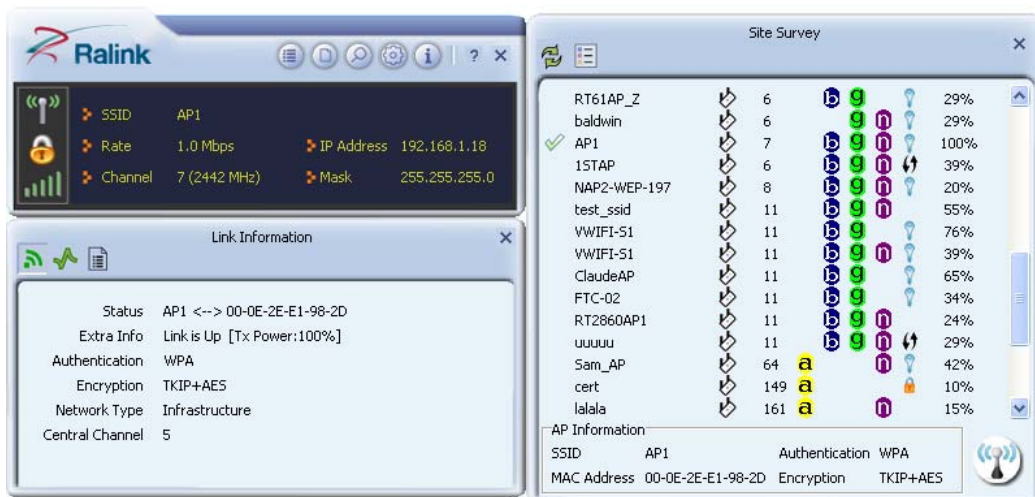 Ralink
? ×
SSID AP1
Rate 1.0 Mbps IP Address 192.168.1.18
Channel 7 (2442 MHz) Mask 255.255.255.0
Link Information ×
Status AP1 <--> 00-0E-2E-E1-98-2D
Extra Info Link is Up [Tx Power:100%]
Authentication WPA
Encryption TKIP+AES
Network Type Infrastructure
Central Channel 5
Site Survey ×
RT61AP_Z 6 b g 29%
baldwin 6 g n 29%
AP1 7 b g n 100%
1STAP 6 b g n 39%
NAP2-WEP-197 8 b g n 20%
test_ssid 11 b g n 55%
VWIFI-S1 11 b g 76%
VWIFI-S1 11 b g n 39%
ClaudeAP 11 b g 65%
FTC-02 11 b g 34%
RT2860AP1 11 b g n 24%
uuuuu 11 b g n 29%
Sam_AP 64 a n 42%
cert 149 a 10%
lalala 161 a n 15%
AP Information
SSID AP1 Authentication WPA
MAC Address 00-0E-2E-E1-98-2D Encryption TKIP+AES